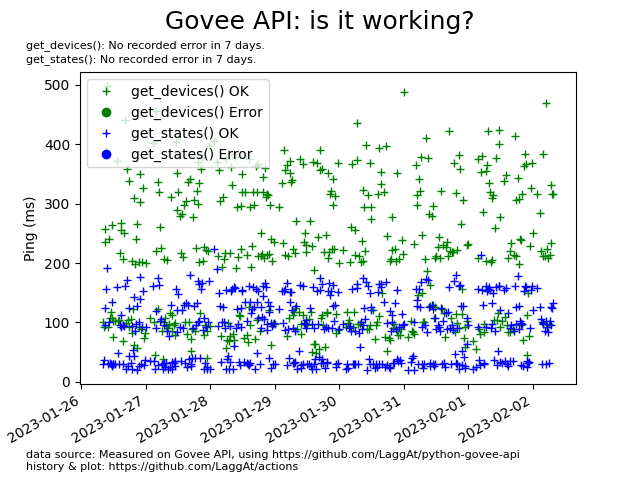 Govee API: is it working?
get_devices(): No recorded error in 7 days.
get_states(): No recorded error in 7 days.
500
400
300
200
100
0
Ping (ms)
get_devices() OK
get_devices() Error
get_states() OK
get_states() Error
2023-01-26
2023-01-27
2023-01-28
2023-01-29
2023-01-30
2023-01-31
2023-02-01
2023-02-02
data source: Measured on Govee API, using https://github.com/LaggAt/python-govee-api
history & plot: https://github.com/LaggAt/actions